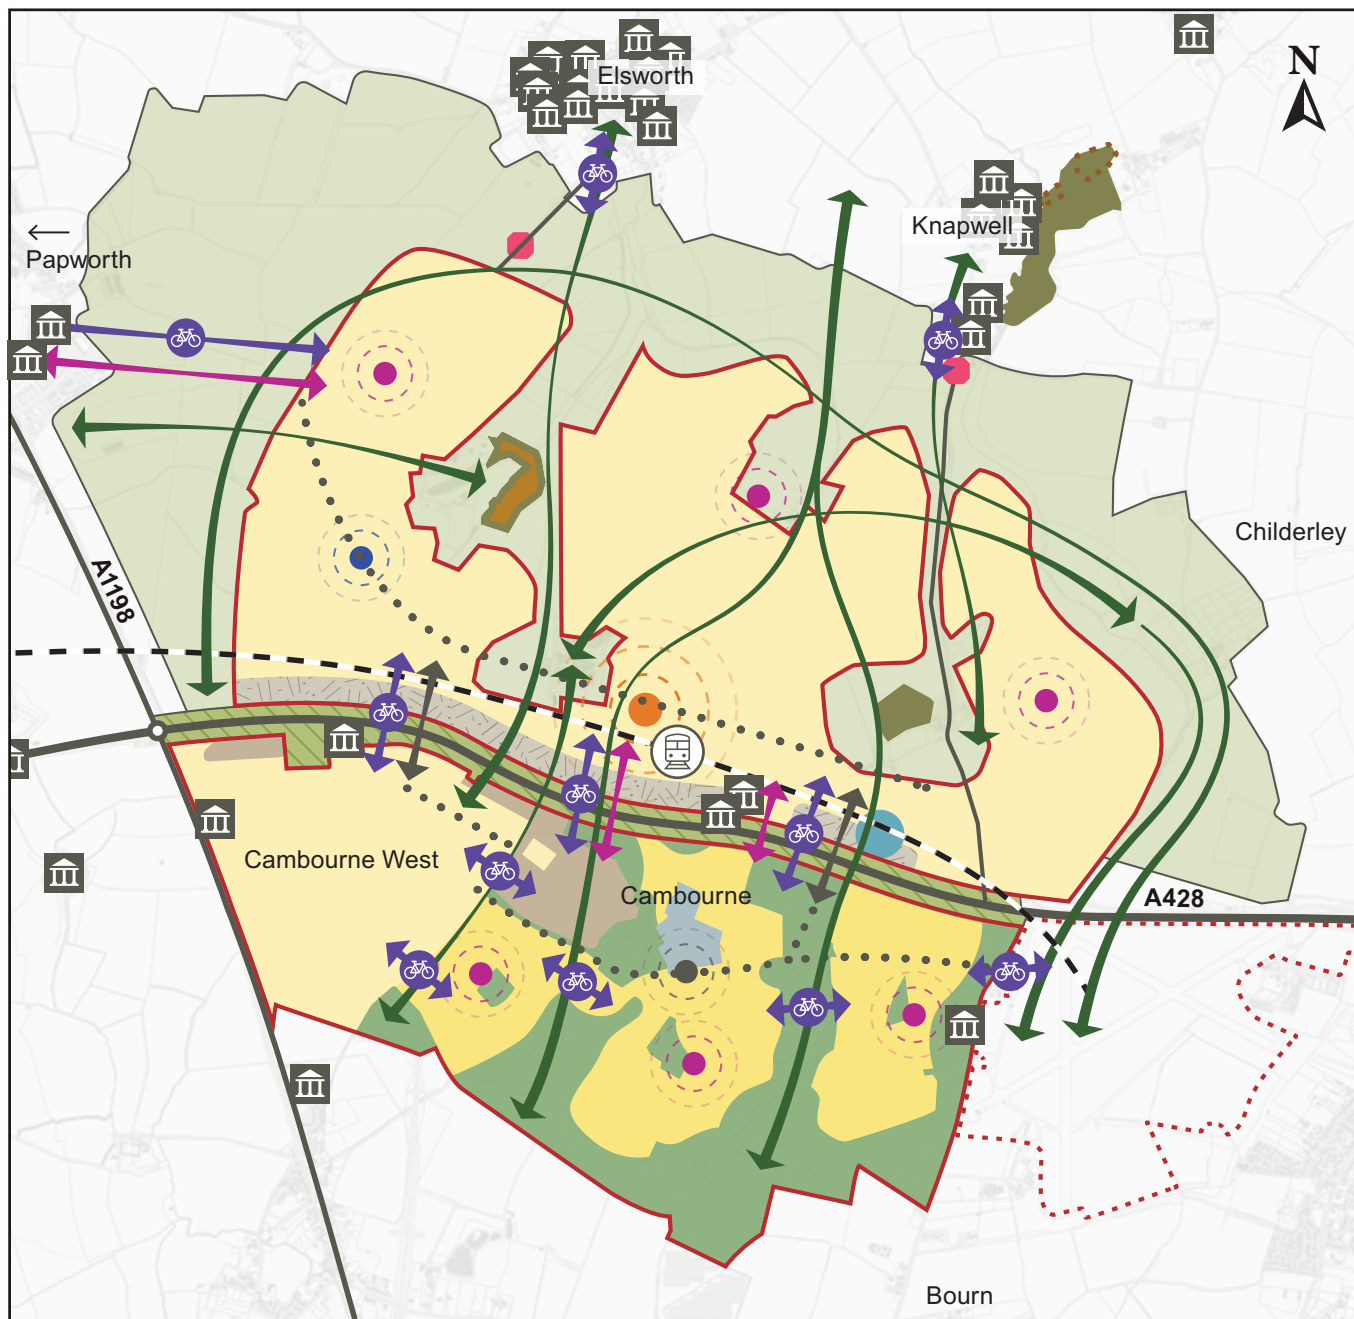 Elsworth
N
Knapwell
←
Papworth
Childerley
A1198
Cambourne West
Cambourne
A428
Bourn